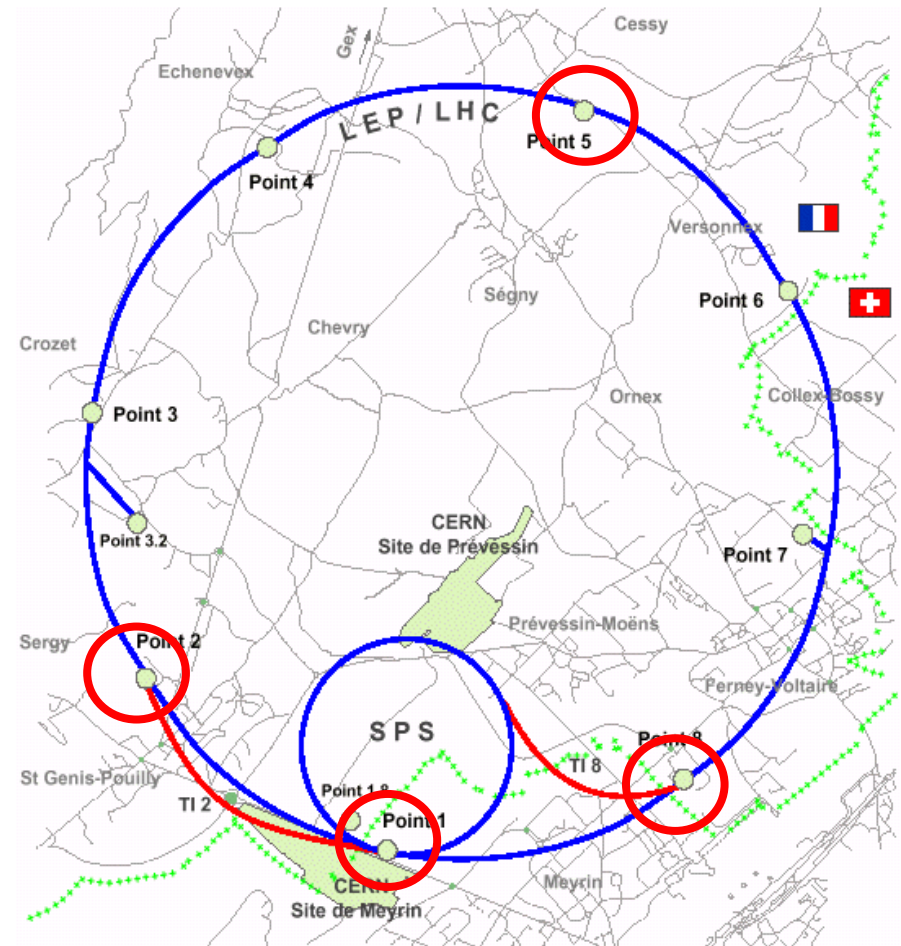 Cessy
Gex
Echenevex
LEP / LHC
Point 5
Point 4
Versonnex
Point 6
Ségny
Chevry
Crozet
Ornex
Collex-Bossy
Point 3
CERN
Site de Prévessin
Point 3.2
Point 7
Prévessin-Moëns
Sergy
Point 2
Ferney-Voltaire
SPS
Point 8
TI 8
St Genis-Pouilly
TI 2
Point 1.8
Point 1
CERN
Site de Meyrin
Meyrin